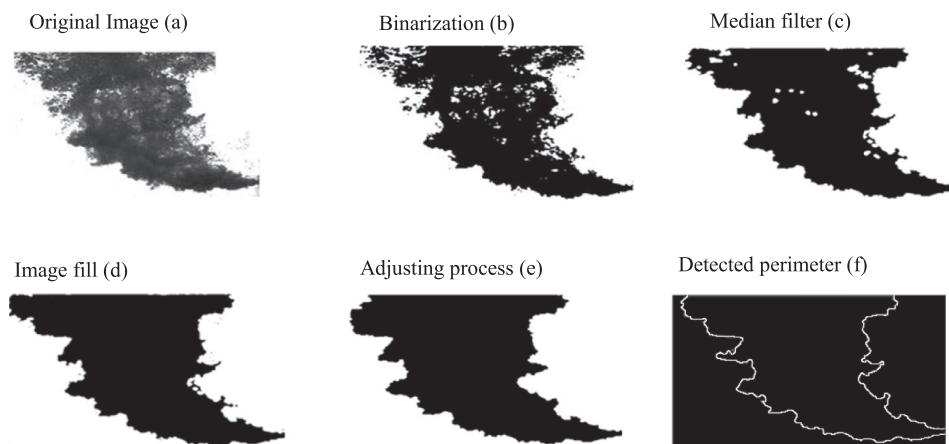 Original Image (a)
Binarization (b)
Median filter (c)
Image fill (d)
Adjusting process (e)
Detected perimeter (f)